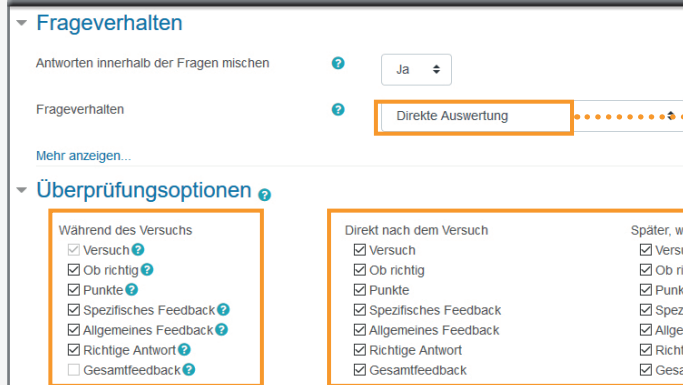 Frageverhalten
Antworten innerhalb der Fragen mischen
Ja
Frageverhalten
Direkte Auswertung
Mehr anzeigen...
Überprüfungsoptionen
Während des Versuchs
Versuch
Ob richtig
Punkte
Spezifisches Feedback
Allgemeines Feedback
Richtige Antwort
Gesamtfeedback
Direkt nach dem Versuch
Versuch
Ob richtig
Punkte
Spezifisches Feedback
Allgemeines Feedback
Richtige Antwort
Gesamtfeedback
Später,
Ob